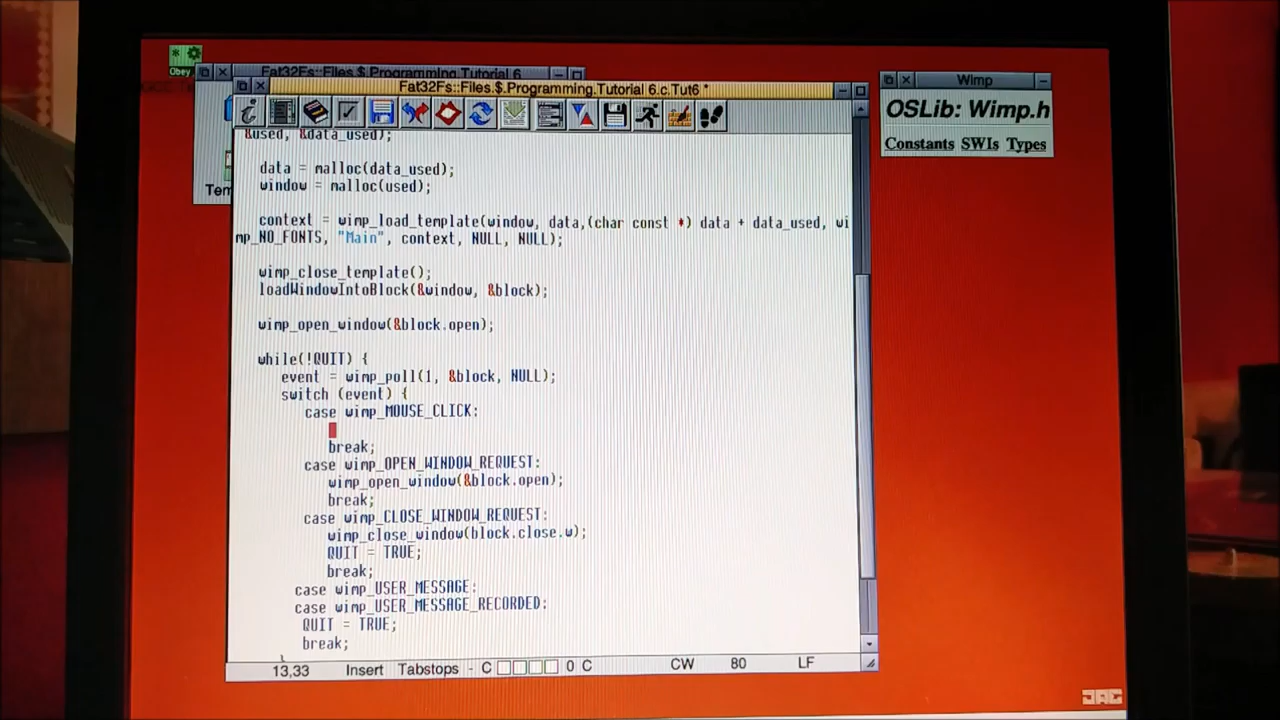 Obey
Fat32Fs::Files.$.Programming.Tutorial 6
Fat32Fs::Files.$.Programming.Tutorial 6.c.Tut6 *
Wimp
OSLib: Wimp.h
Constants SWIs Types
Tem
&used, &data_used);
data = malloc(data_used);
window = malloc(used);
context = wimp_load_template(window, data,(char const *) data + data_used, wi
mp_NO_FONTS, "Main", context, NULL, NULL);
wimp_close_template();
loadWindowIntoBlock(&window, &block);
wimp_open_window(&block.open);
while(!QUIT) {
event = wimp_poll(1, &block, NULL);
switch (event) {
case wimp_MOUSE_CLICK:
break;
case wimp_OPEN_WINDOW_REQUEST:
wimp_open_window(&block.open);
break;
case wimp_CLOSE_WINDOW_REQUEST:
wimp_close_window(block.close.w);
QUIT = TRUE;
break;
case wimp_USER_MESSAGE:
case wimp_USER_MESSAGE_RECORDED:
QUIT = TRUE;
break;
}
13,33 Insert Tabstops - C 0 C CW 80 LF